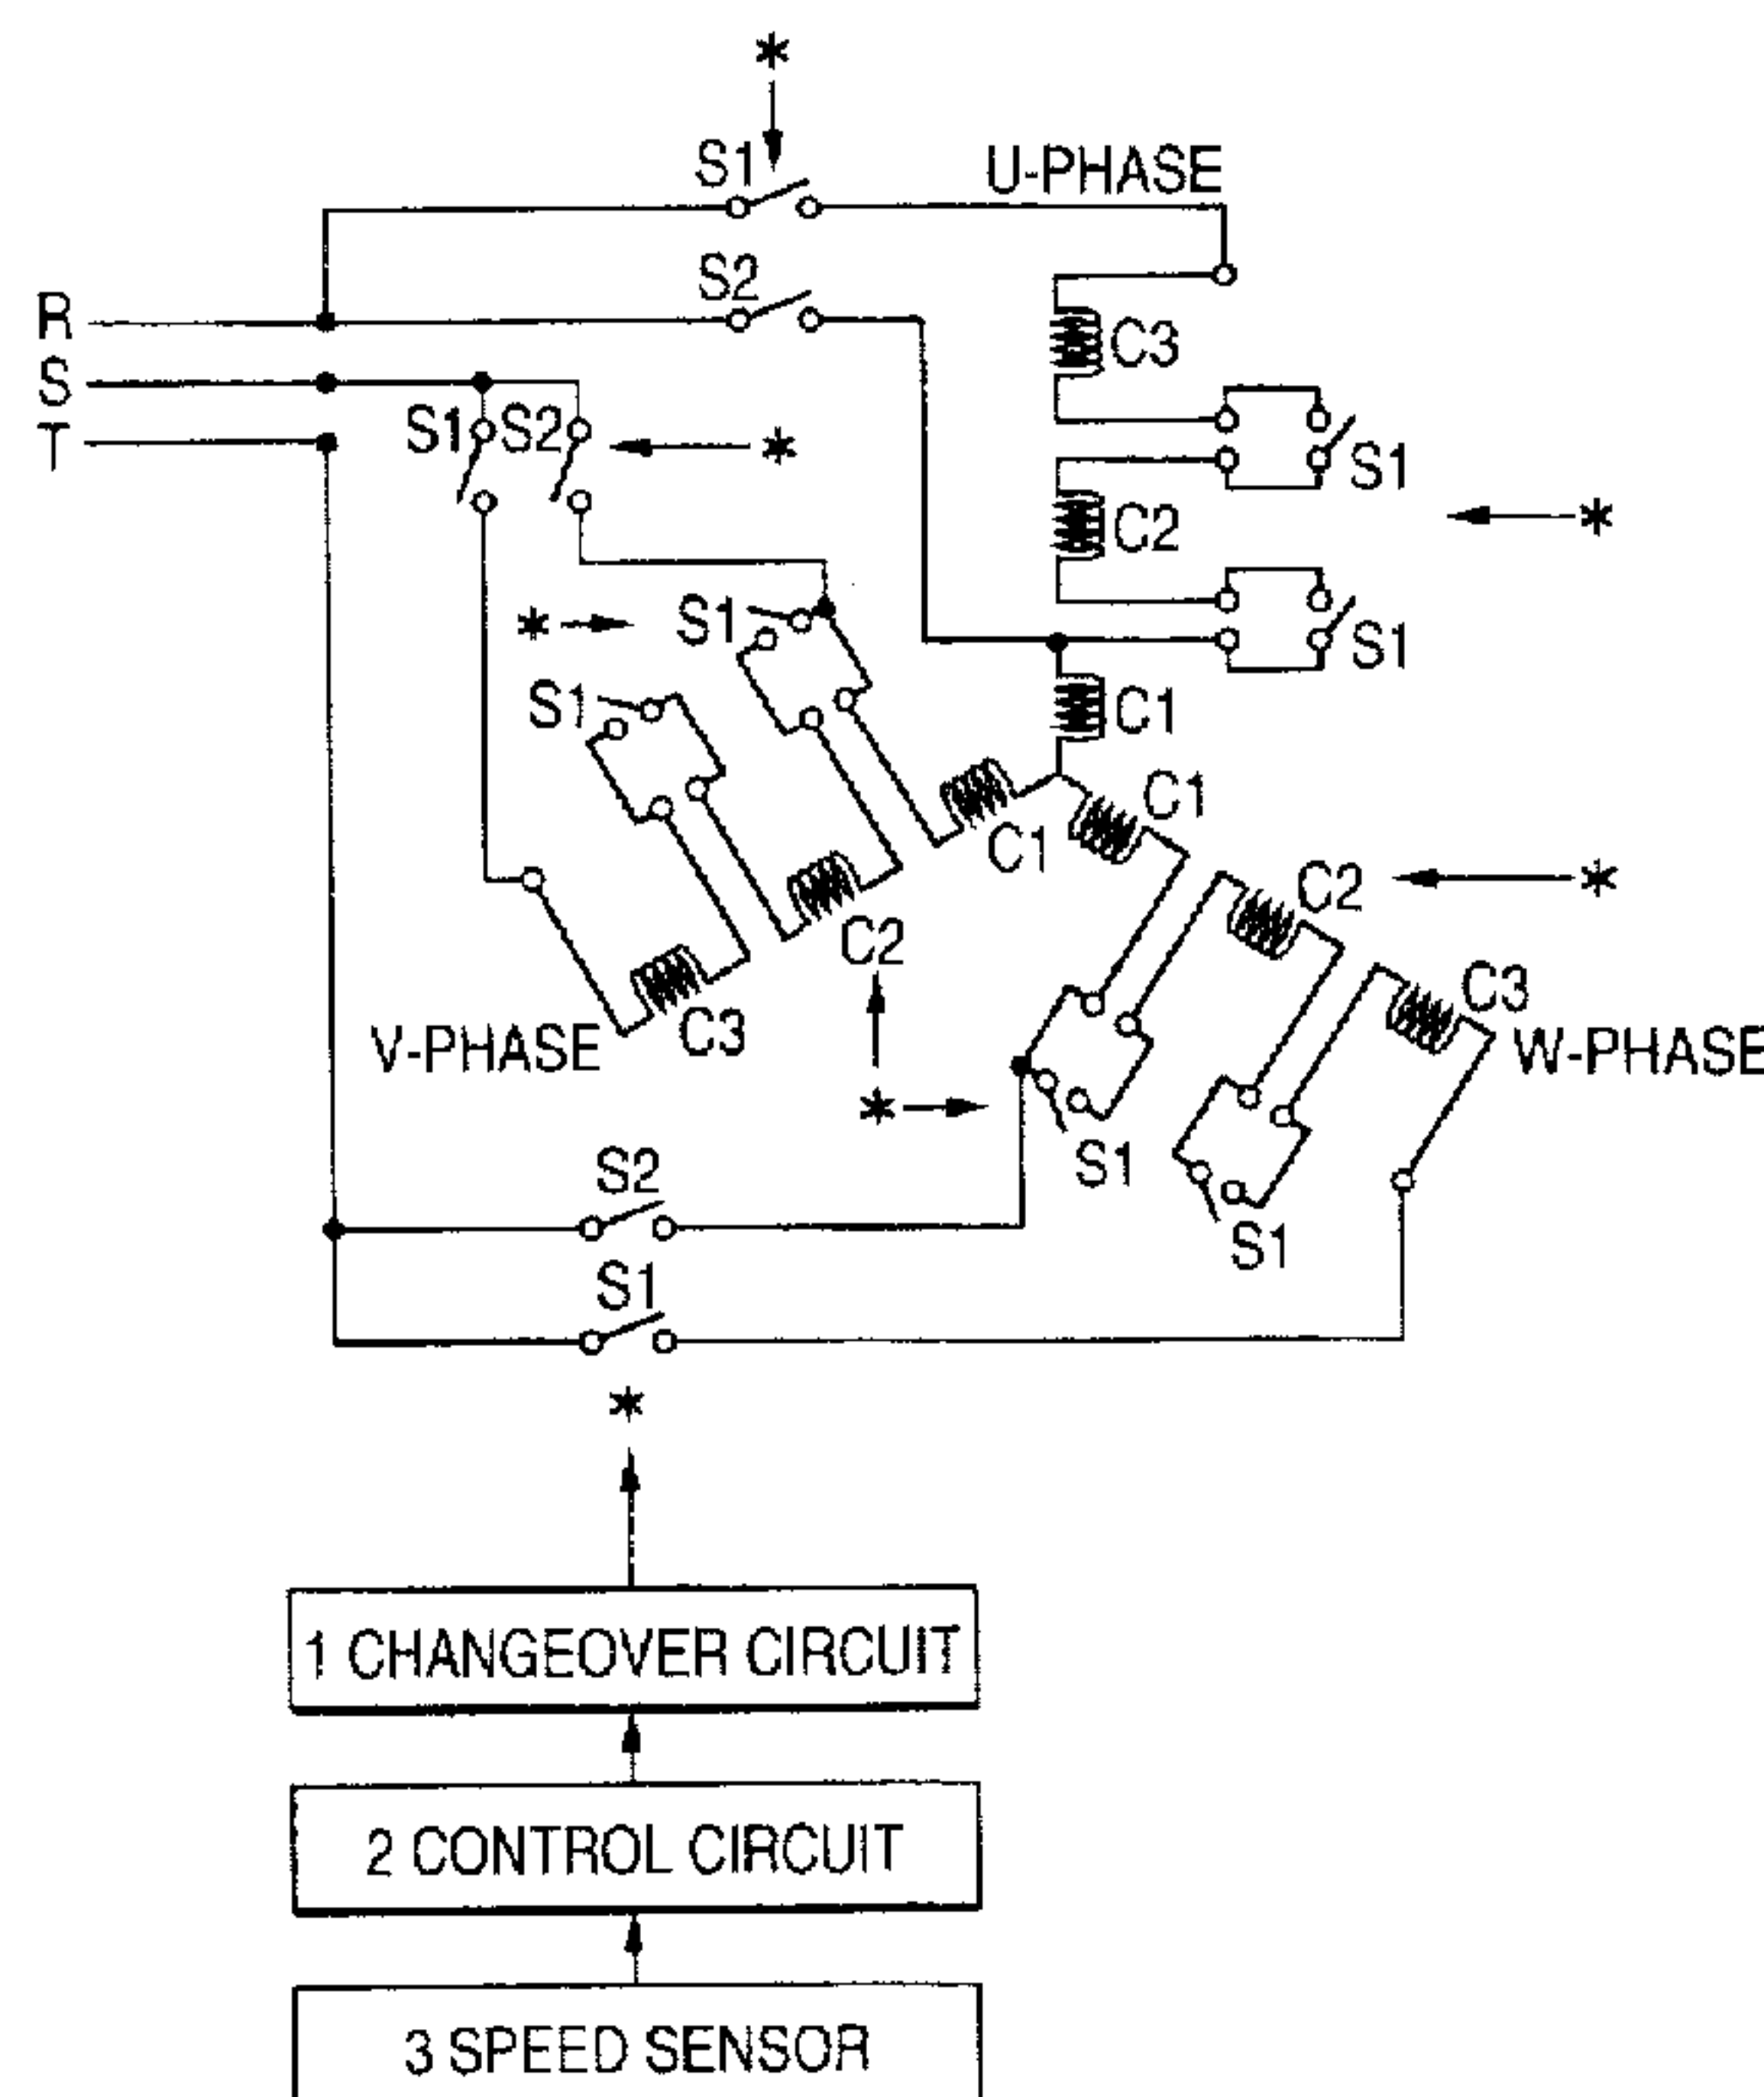 *
S1
U-PHASE
S2
R
C3
S
S1 S2
*
T
S1
C2
*
* S1
S1
S1
C1
C1
C1
C2
*
C2
C3
C3
V-PHASE
W-PHASE
*
S1
S2
S1
S1
*
1 CHANGEOVER CIRCUIT
2 CONTROL CIRCUIT
3 SPEED SENSOR